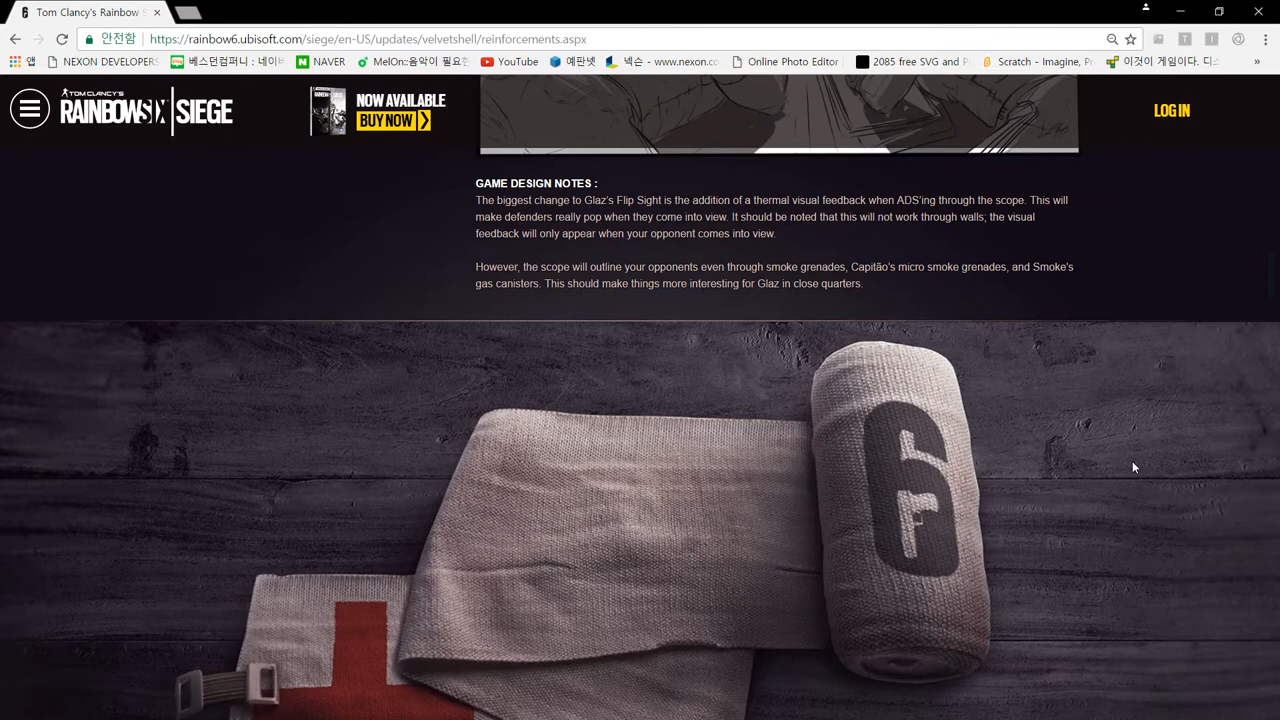 Tom Clancy's Rainbow S
안전함 https://rainbow6.ubisoft.com/siege/en-US/updates/velvetshell/reinforcements.aspx
앱 NEXON DEVELOPERS 베스던컴퍼니 : 네이버 NAVER MelOn::음악이 필요한 YouTube 예판넷 넥슨 - www.nexon.co Online Photo Editor 2085 free SVG and P Scratch - Imagine, Pr 이것이 게임이다. 디스 »
TOM CLANCY'S
RAINBOWSIX SIEGE
NOW AVAILABLE
BUY NOW
LOG IN
GAME DESIGN NOTES :
The biggest change to Glaz's Flip Sight is the addition of a thermal visual feedback when ADS'ing through the scope. This will
make defenders really pop when they come into view. It should be noted that this will not work through walls; the visual
feedback will only appear when your opponent comes into view.
However, the scope will outline your opponents even through smoke grenades, Capitão's micro smoke grenades, and Smoke's
gas canisters. This should make things more interesting for Glaz in close quarters.
6